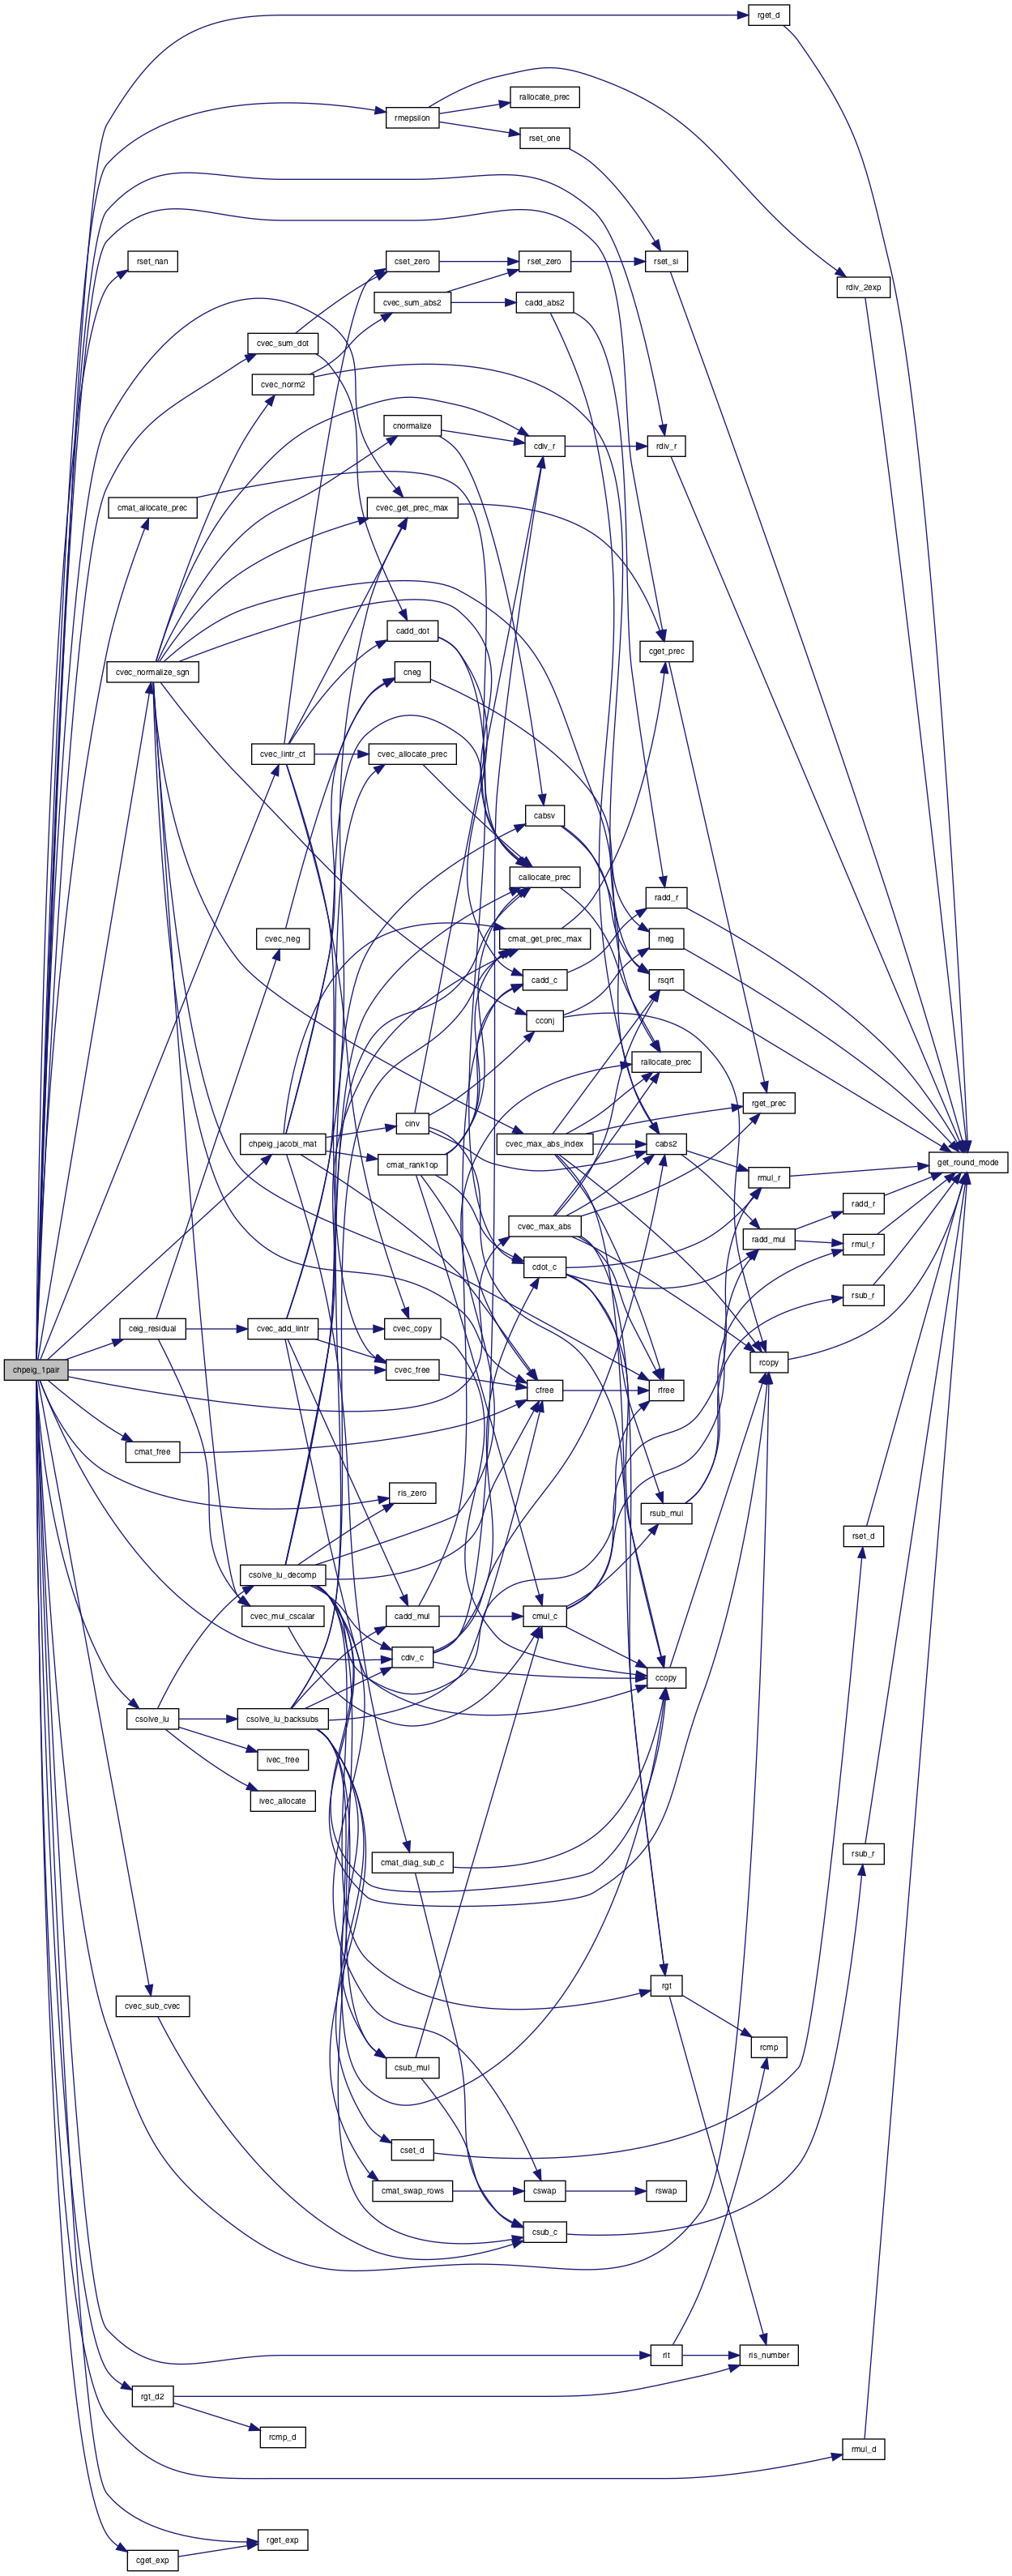 rget_d
rallocate_prec
rmepsilon
rset_one
rset_nan
cset_zero
rset_zero
rset_si
rdiv_2exp
cvec_sum_abs2
cadd_abs2
cvec_sum_dot
cvec_norm2
cnormalize
cdiv_r
rdiv_r
cmat_allocate_prec
cvec_get_prec_max
cadd_dot
cget_prec
cvec_normalize_sgn
cneg
cvec_lintr_ct
cvec_allocate_prec
cabsv
callocate_prec
radd_r
cvec_neg
cmat_get_prec_max
rneg
cadd_c
rsqrt
cconj
rallocate_prec
rget_prec
cinv
chpeig_jacobi_mat
cvec_max_abs_index
cabs2
get_round_mode
cmat_rank1op
rmul_r
radd_r
cvec_max_abs
radd_mul
rmul_r
cdot_c
rsub_r
ceig_residual
cvec_add_lintr
cvec_copy
rcopy
chpeig_1pair
cvec_free
cfree
rfree
cmat_free
ris_zero
rsub_mul
rset_d
csolve_lu_decomp
cvec_mul_cscalar
cadd_mul
cmul_c
cdiv_c
ccopy
csolve_lu
csolve_lu_backsubs
ivec_free
ivec_allocate
rsub_r
cmat_diag_sub_c
rgt
cvec_sub_cvec
rcmp
csub_mul
cset_d
cmat_swap_rows
cswap
rswap
csub_c
rlt
ris_number
rgt_d2
rcmp_d
rmul_d
rget_exp
cget_exp